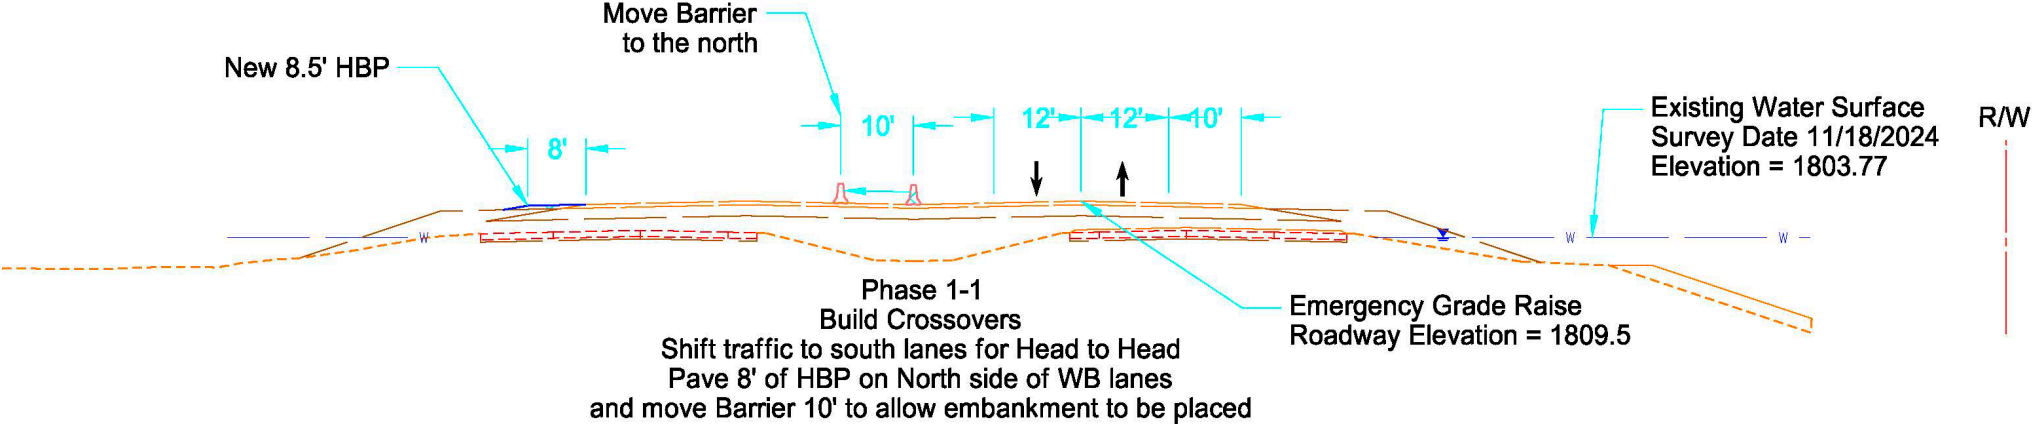 Move Barrier
to the north
New 8.5' HBP
8'
10'
12'
12'
10'
Existing Water Surface
Survey Date 11/18/2024
Elevation = 1803.77
R/W
W
W
W
Phase 1-1
Build Crossovers
Shift traffic to south lanes for Head to Head
Pave 8' of HBP on North side of WB lanes
and move Barrier 10' to allow embankment to be placed
Emergency Grade Raise
Roadway Elevation = 1809.5